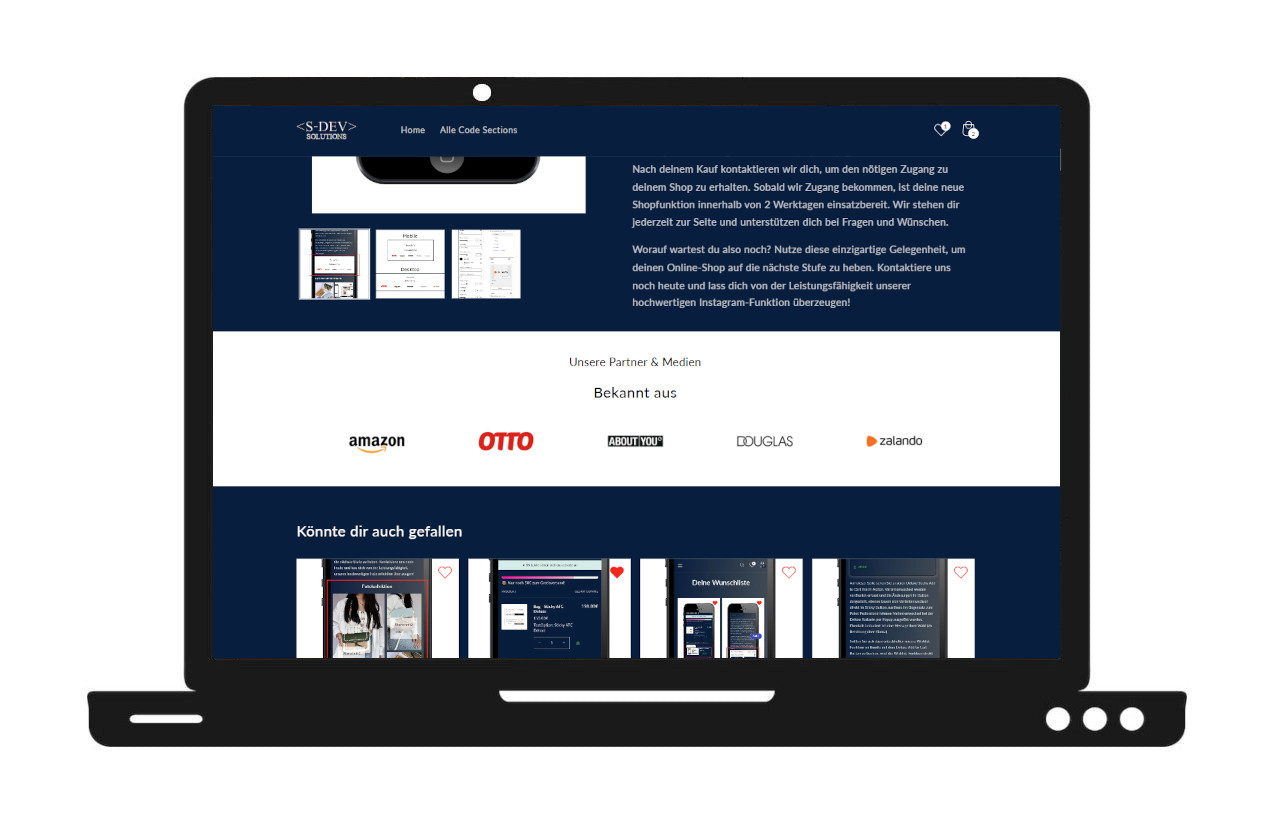 <S-DEV>
SOLUTIONS
Home
Alle Code Sections
1
2
Nach deinem Kauf kontaktieren wir dich, um den nötigen Zugang zu
deinem Shop zu erhalten. Sobald wir Zugang bekommen, ist deine neue
Shopfunktion innerhalb von 2 Werktagen einsatzbereit. Wir stehen dir
jederzeit zur Seite und unterstützen dich bei Fragen und Wünschen.
Worauf wartest du also noch? Nutze diese einzigartige Gelegenheit, um
deinen Online-Shop auf die nächste Stufe zu heben. Kontaktiere uns
noch heute und lass dich von der Leistungsfähigkeit unserer
hochwertigen Instagram-Funktion überzeugen!
Mobile
Desktop
Unsere Partner & Medien
Bekannt aus
amazon
OTTO
ABOUT YOU°
DOUGLAS
zalando
Könnte dir auch gefallen
Fotokollektion
Deine Wunschliste